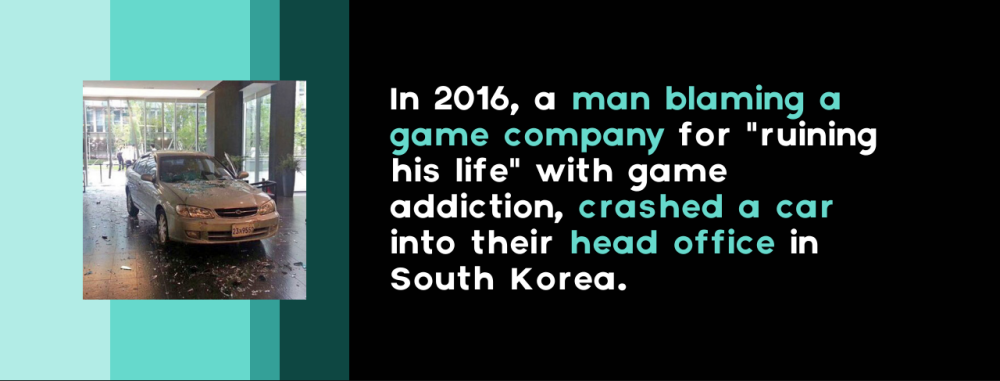 In 2016, a man blaming a
game company for "ruining
his life" with game
addiction, crashed a car
into their head office in
South Korea.